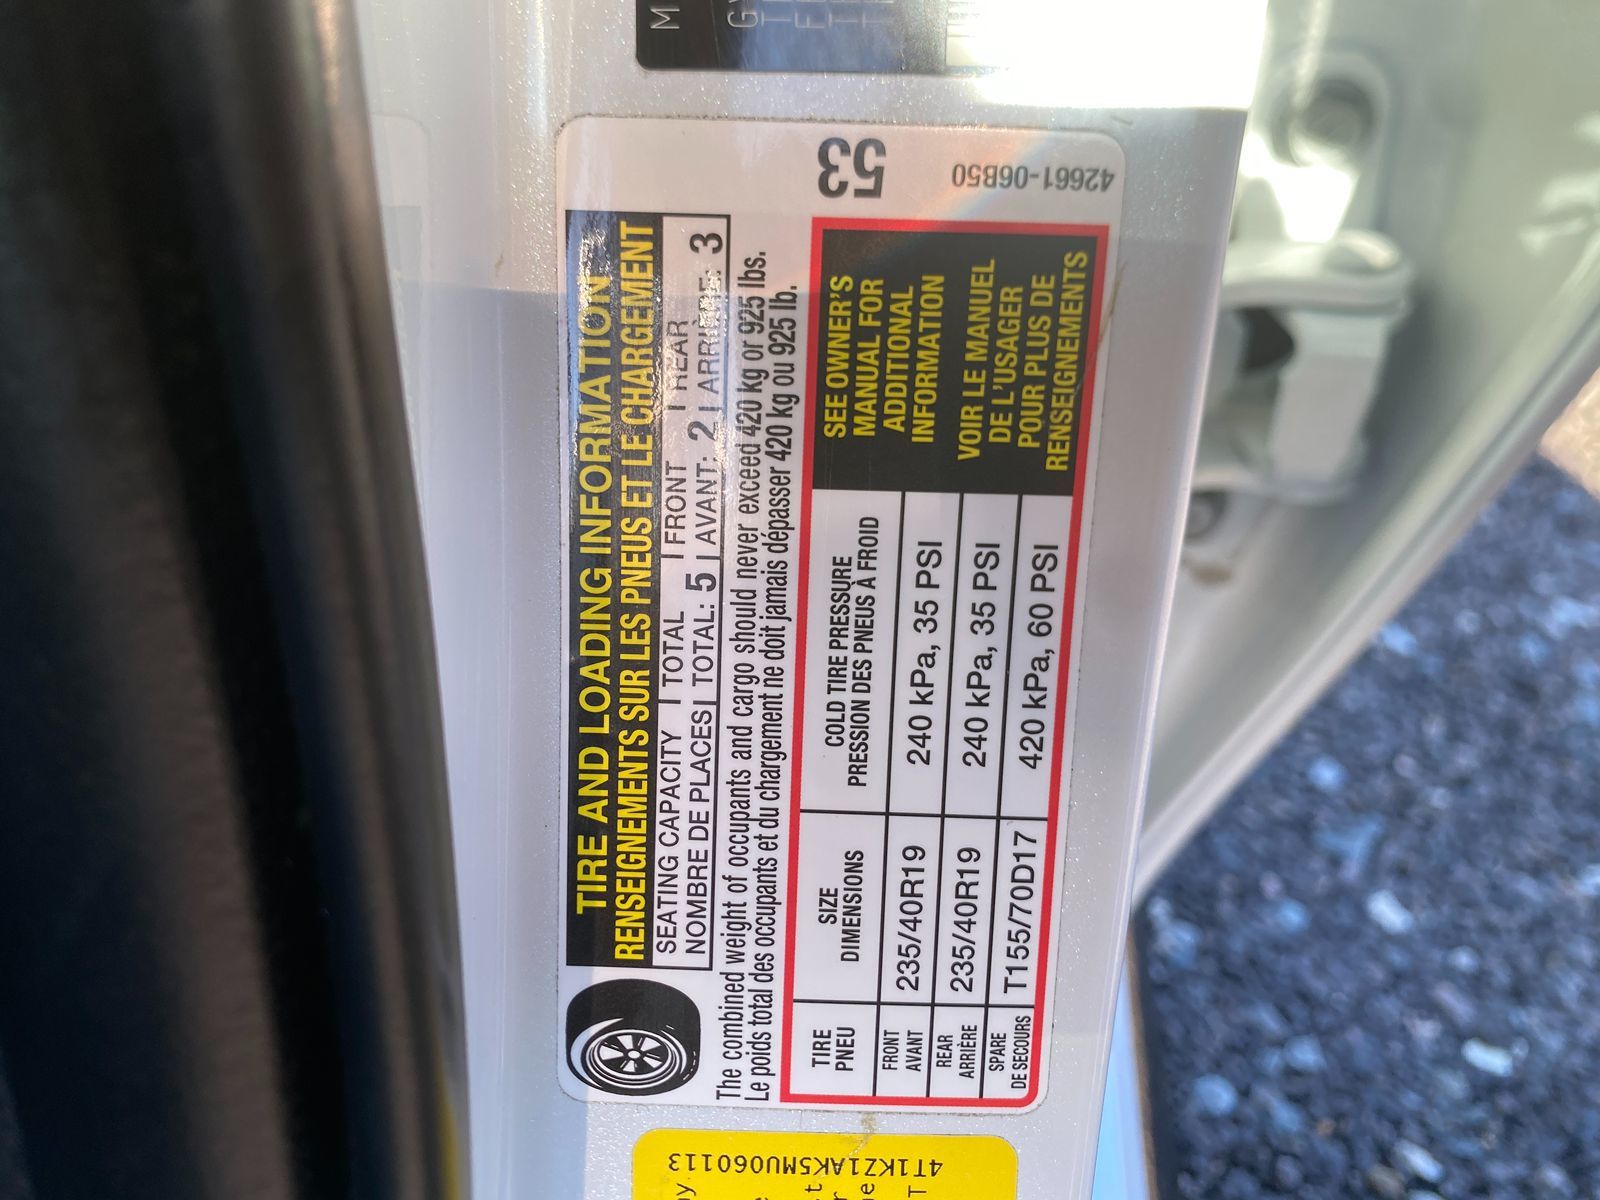 53
42661-06B50
TIRE AND LOADING INFORMATION
RENSEIGNEMENTS SUR LES PNEUS ET LE CHARGEMENT
SEATING CAPACITY | TOTAL | FRONT | REAR
NOMBRE DE PLACES | TOTAL: 5 | AVANT: 2 | ARRIÈRE: 3
The combined weight of occupants and cargo should never exceed 420 kg or 925 lbs.
Le poids total des occupants et du chargement ne doit jamais dépasser 420 kg ou 925 lb.
TIRE SIZE COLD TIRE PRESSURE
PNEU DIMENSIONS PRESSION DES PNEUS À FROID
FRONT
AVANT 235/40R19 240 kPa, 35 PSI
REAR
ARRIÈRE 235/40R19 240 kPa, 35 PSI
SPARE
DE SECOURS T155/70D17 420 kPa, 60 PSI
SEE OWNER'S
MANUAL FOR
ADDITIONAL
INFORMATION
VOIR LE MANUEL
DE L'USAGER
POUR PLUS DE
RENSEIGNEMENTS
4T1KZ1AK5MU060113